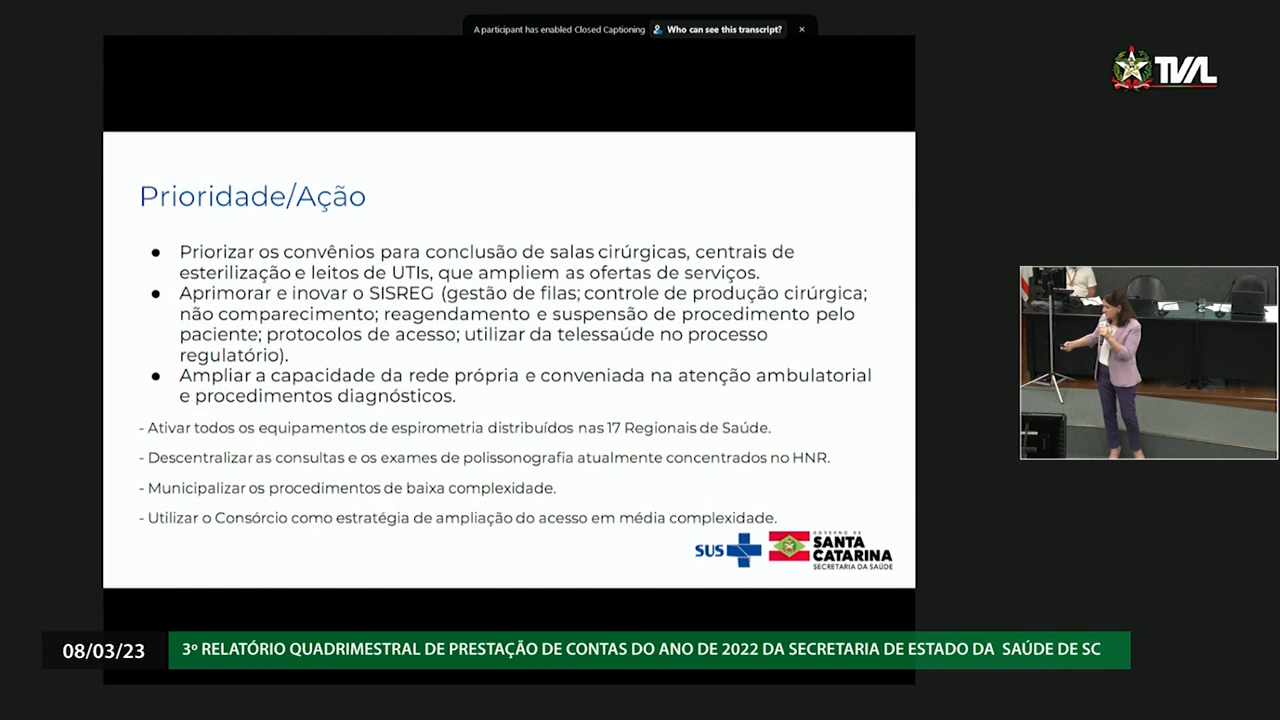 A participant has enabled Closed Captioning Who can see this transcript? ×
TVAL
Prioridade/Ação
● Priorizar os convênios para conclusão de salas cirúrgicas, centrais de
esterilização e leitos de UTIs, que ampliem as ofertas de serviços.
● Aprimorar e inovar o SISREG (gestão de filas; controle de produção cirúrgica;
não comparecimento; reagendamento e suspensão de procedimento pelo
paciente; protocolos de acesso; utilizar da telessaúde no processo
regulatório).
● Ampliar a capacidade da rede própria e conveniada na atenção ambulatorial
e procedimentos diagnósticos.
- Ativar todos os equipamentos de espirometria distribuídos nas 17 Regionais de Saúde.
- Descentralizar as consultas e os exames de polissonografia atualmente concentrados no HNR.
- Municipalizar os procedimentos de baixa complexidade.
- Utilizar o Consórcio como estratégia de ampliação do acesso em média complexidade.
SUS
GOVERNO DE
SANTA
CATARINA
SECRETARIA DA SAÚDE
08/03/23
3º RELATÓRIO QUADRIMESTRAL DE PRESTAÇÃO DE CONTAS DO ANO DE 2022 DA SECRETARIA DE ESTADO DA SAÚDE DE SC